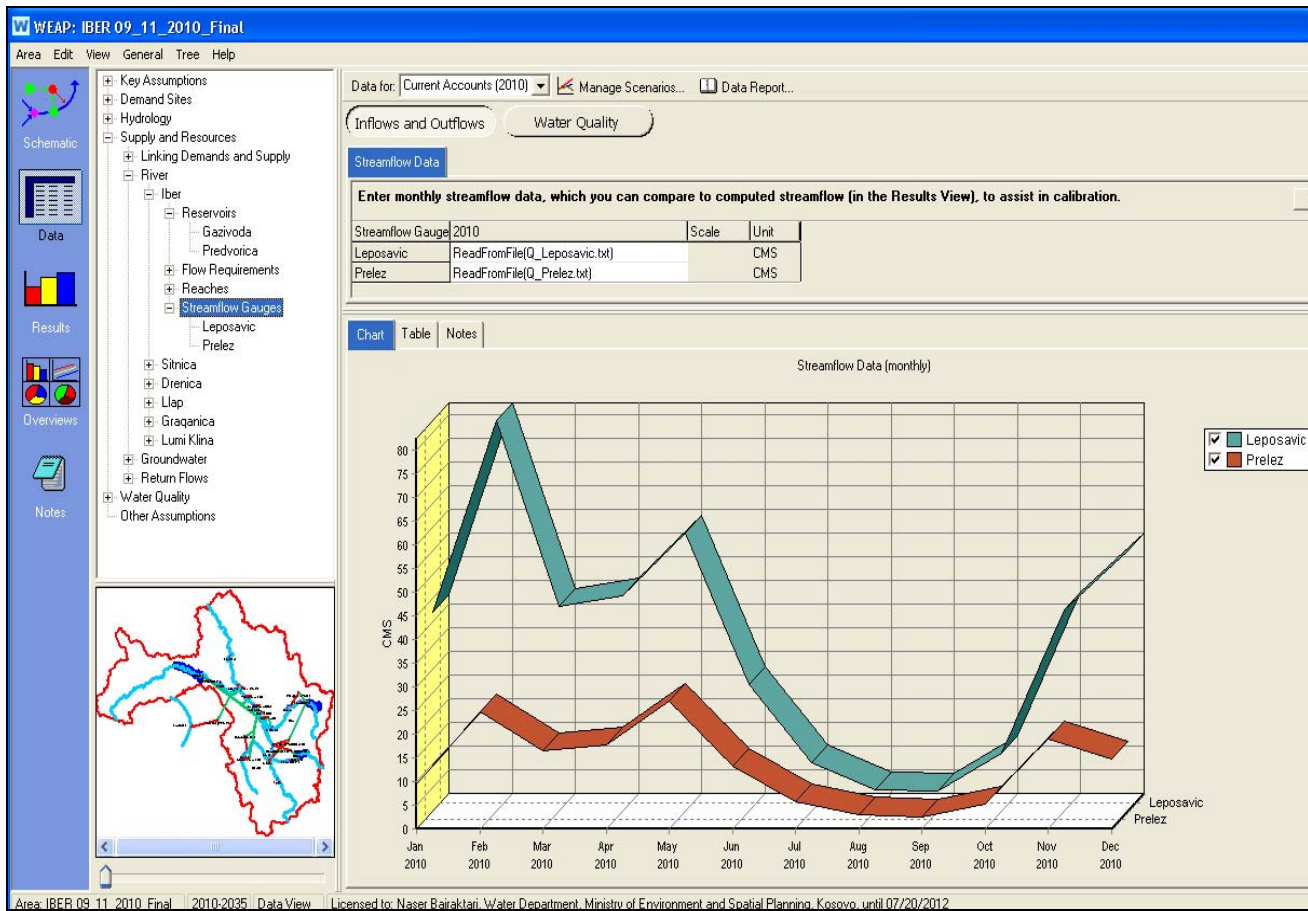 WEAP: IBER 09_11_2010_Final
Area Edit View General Tree Help
Schematic
Data
Results
Overviews
Notes
Key Assumptions
Demand Sites
Hydrology
Supply and Resources
Linking Demands and Supply
River
Iber
Reservoirs
Gazivoda
Predvorica
Flow Requirements
Reaches
Streamflow Gauges
Leposavic
Prelez
Sitnica
Drenica
Llap
Graqanica
Lumi Klina
Groundwater
Return Flows
Water Quality
Other Assumptions
Data for: Current Accounts (2010) Manage Scenarios... Data Report...
Inflows and Outflows Water Quality
Streamflow Data
Enter monthly streamflow data, which you can compare to computed streamflow (in the Results View), to assist in calibration.
Streamflow Gauge 2010 Scale Unit
Leposavic ReadFromFile(Q_Leposavic.txt) CMS
Prelez ReadFromFile(Q_Prelez.txt) CMS
Chart Table Notes
Streamflow Data (monthly)
Leposavic
Prelez
80
75
70
65
60
55
50
45
40
35
30
25
20
15
10
5
0
CMS
Leposavic
Prelez
Jan Feb Mar Apr May Jun Jul Aug Sep Oct Nov Dec
2010 2010 2010 2010 2010 2010 2010 2010 2010 2010 2010 2010
Area: IBER 09_11_2010_Final 2010-2035 Data View Licensed to: Naser Bajraktari, Water Department, Ministry of Environment and Spatial Planning, Kosovo, until 07/20/2012